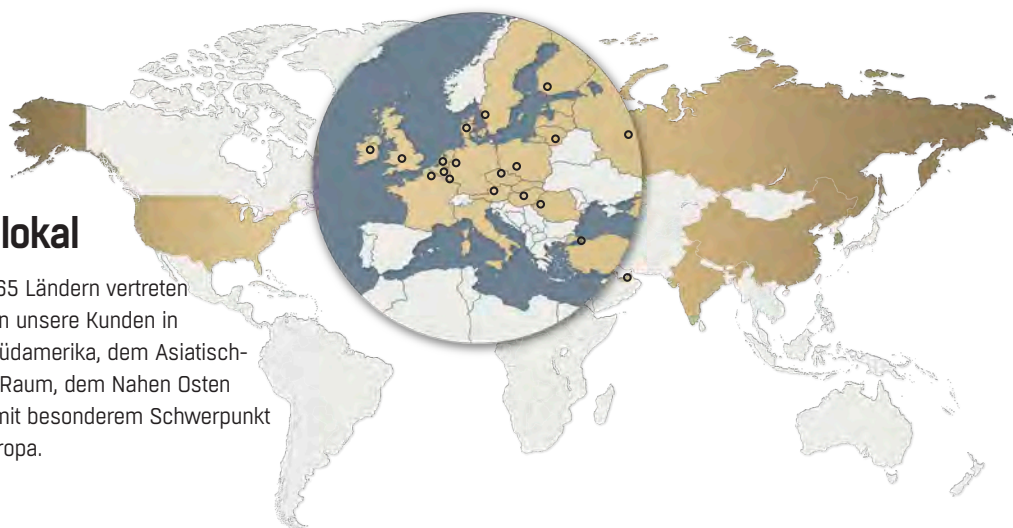 lokal
65 Ländern vertreten
n unsere Kunden in
üdamerika, dem Asiatisch-
Raum, dem Nahen Osten
mit besonderem Schwerpunkt
ropa.